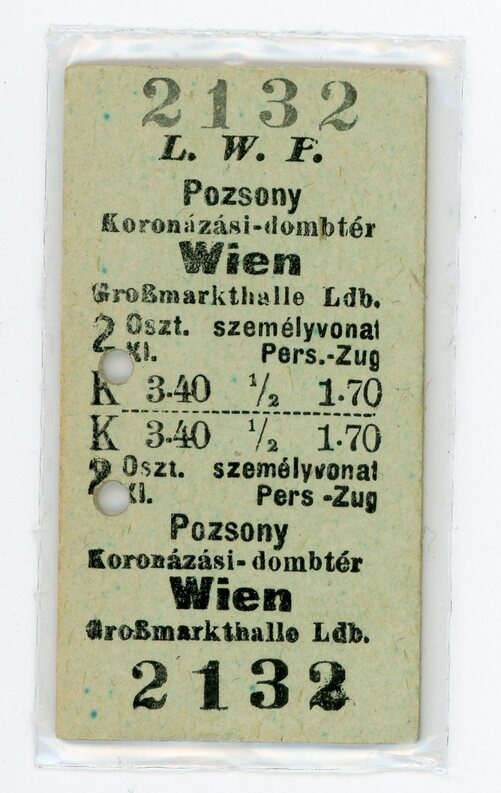 2132
L. W. P.
Pozsony
Koronázási-dombtér
Wien
Großmarkthalle Ldb.
2 Oszt. személyvonat
Kl. Pers.-Zug
K 3·40 ½ 1·70
K 3·40 ½ 1·70
2 Oszt. személyvonat
Kl. Pers.-Zug
Pozsony
Koronázási-dombtér
Wien
Großmarkthalle Ldb.
2132